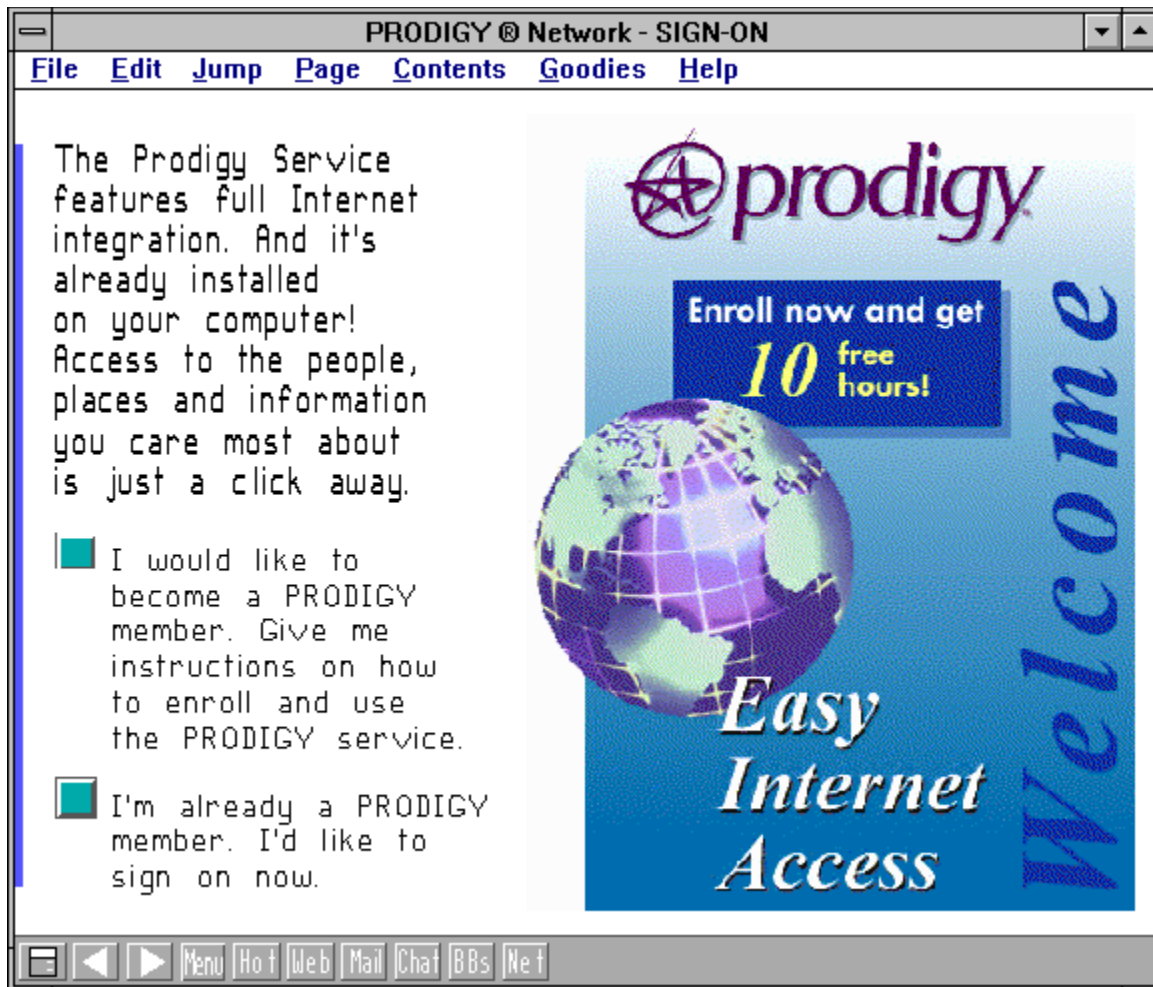 PRODIGY ® Network - SIGN-ON
File Edit Jump Page Contents Goodies Help
The Prodigy Service
features full Internet
integration. And it's
already installed
on your computer!
Access to the people,
places and information
you care most about
is just a click away.
I would like to
become a PRODIGY
member. Give me
instructions on how
to enroll and use
the PRODIGY service.
I'm already a PRODIGY
member. I'd like to
sign on now.
prodigy
Enroll now and get
10 free
hours!
Welcome
Easy
Internet
Access
Menu Hot Web Mail Chat BBs Net